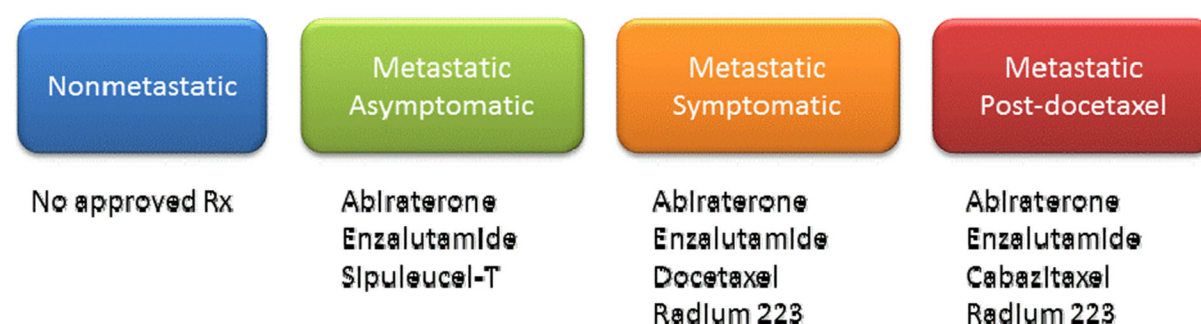 Nonmetastatic
No approved Rx
Metastatic
Asymptomatic
Abiraterone
Enzalutamide
Sipuleucel-T
Metastatic
Symptomatic
Abiraterone
Enzalutamide
Docetaxel
Radium 223
Metastatic
Post-docetaxel
Abiraterone
Enzalutamide
Cabazitaxel
Radium 223